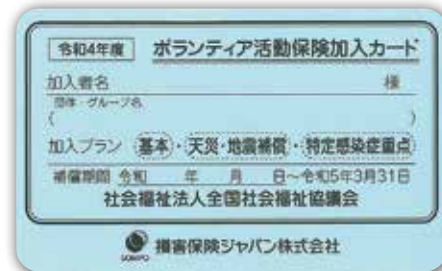 令和4年度 ボランティア活動保険加入カード
加入者名 様
団体・グループ名
( )
加入プラン 基本・天災・地震補償・特定感染症重点
補償期間 令和 年 月 日～令和5年3月31日
社会福祉法人全国社会福祉協議会
SOMPO 損害保険ジャパン株式会社